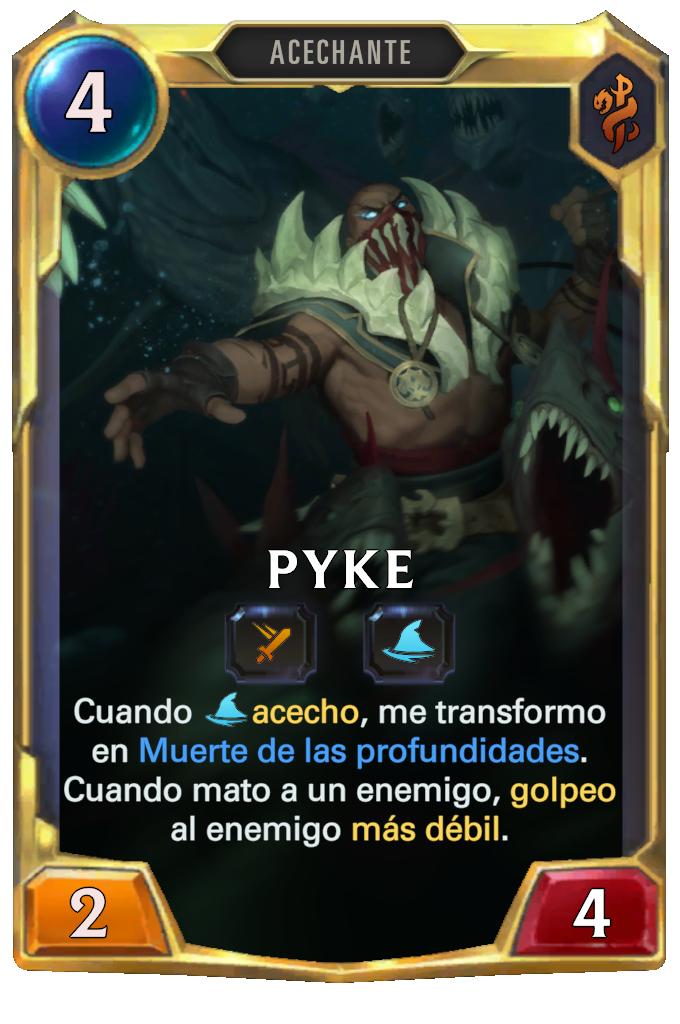 ACECHANTE
4
PYKE
Cuando acecho, me transformo
en Muerte de las profundidades.
Cuando mato a un enemigo, golpeo
al enemigo más débil.
2
4